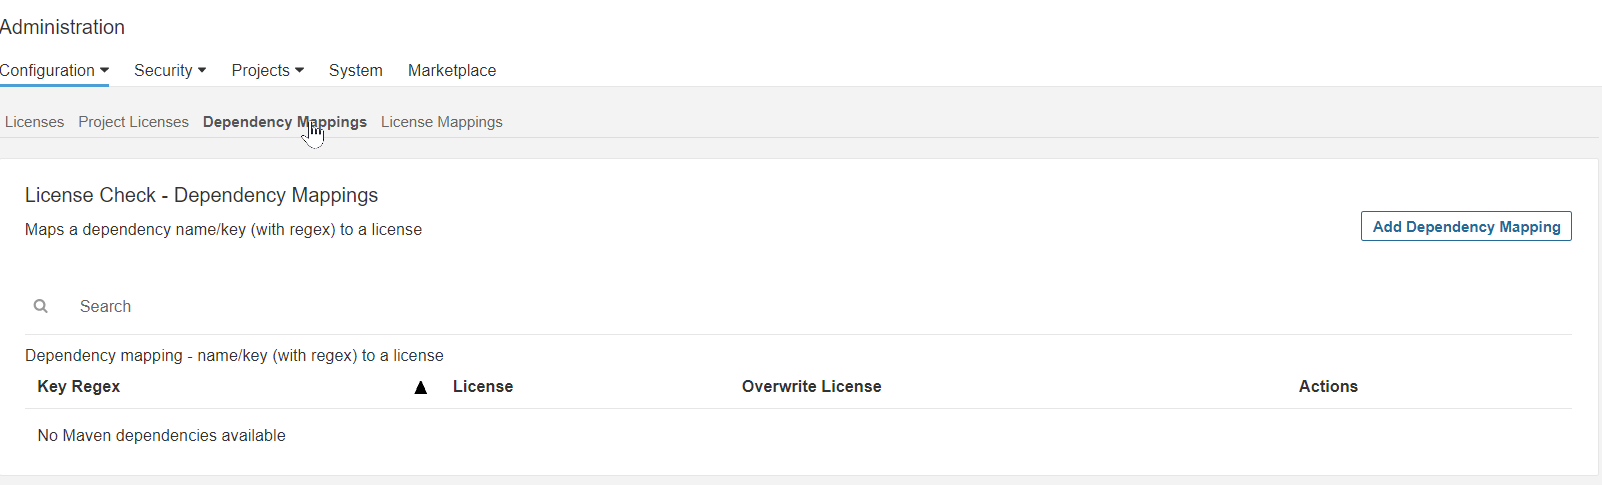 Administration
Configuration Security Projects System Marketplace
Licenses Project Licenses Dependency Mappings License Mappings
License Check - Dependency Mappings
Maps a dependency name/key (with regex) to a license
Add Dependency Mapping
Search
Dependency mapping - name/key (with regex) to a license
Key Regex License Overwrite License Actions
No Maven dependencies available